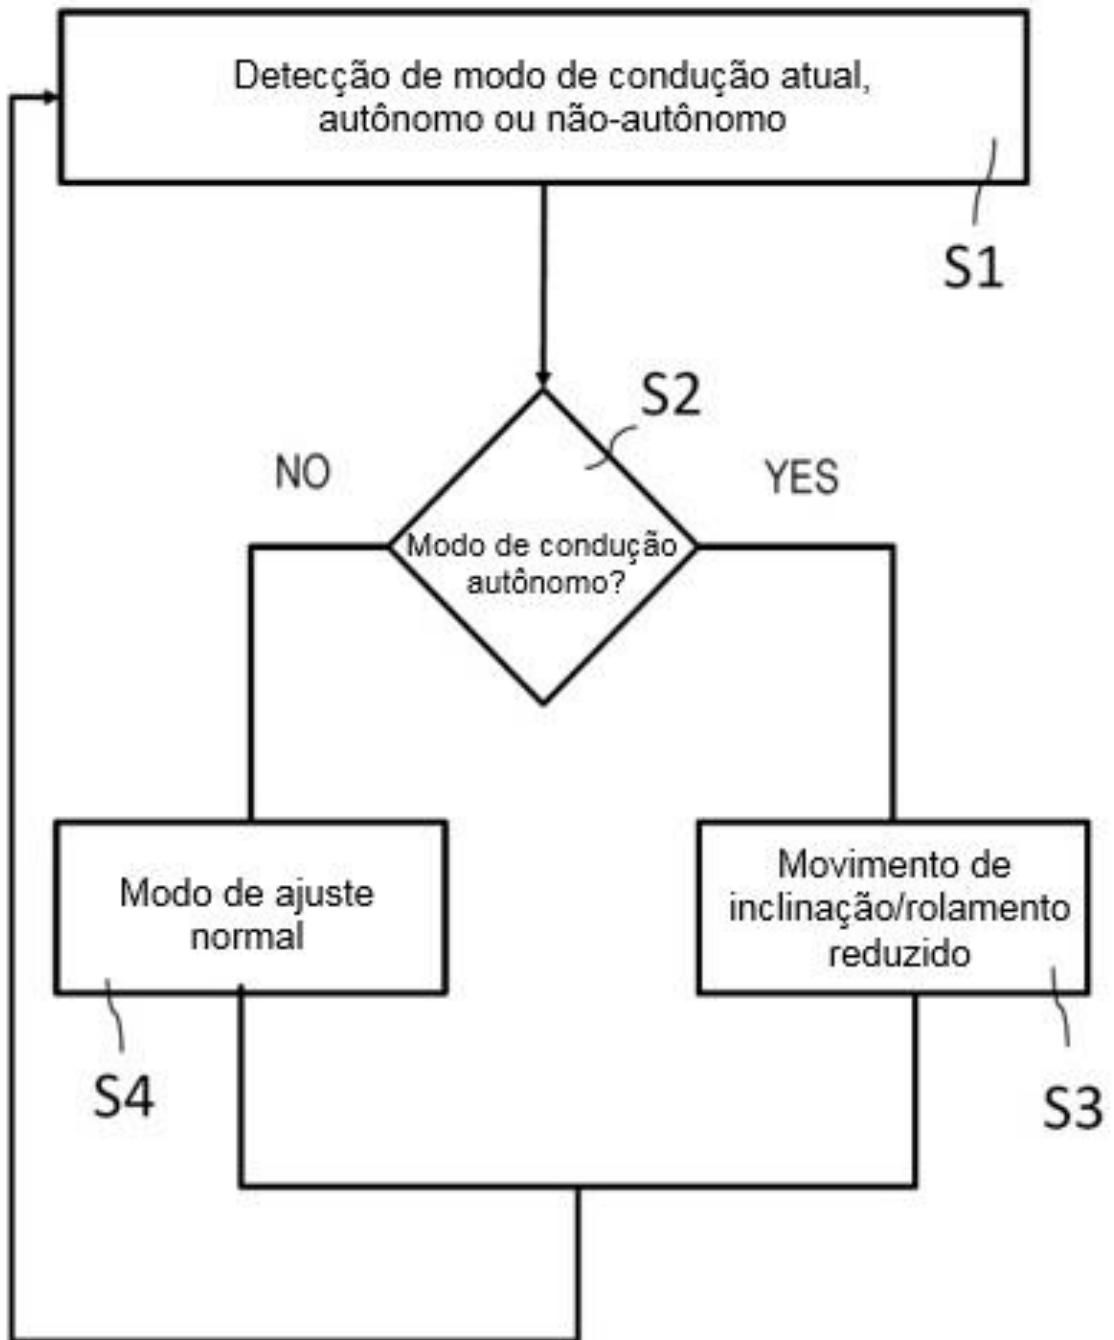 Detecção de modo de condução atual,
autônomo ou não-autônomo
S1
S2
NO
YES
Modo de condução
autônomo?
Modo de ajuste
normal
Movimento de
inclinação/rolamento
reduzido
S4
S3